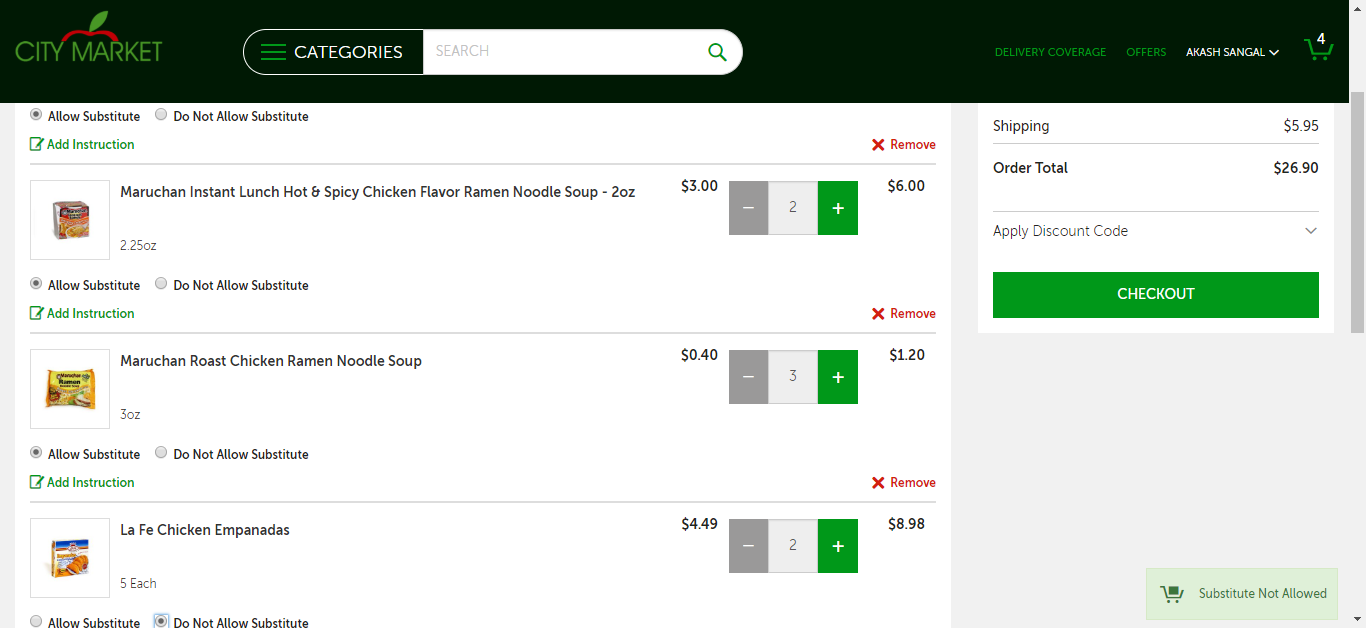 CITY MARKET
CATEGORIES
SEARCH
DELIVERY COVERAGE
OFFERS
AKASH SANGAL
4
Allow Substitute Do Not Allow Substitute
Add Instruction
Remove
Maruchan Instant Lunch Hot & Spicy Chicken Flavor Ramen Noodle Soup - 2oz
$3.00
− 2 +
$6.00
2.25oz
Allow Substitute Do Not Allow Substitute
Add Instruction
Remove
Maruchan Roast Chicken Ramen Noodle Soup
$0.40
− 3 +
$1.20
3oz
Allow Substitute Do Not Allow Substitute
Add Instruction
Remove
La Fe Chicken Empanadas
$4.49
− 2 +
$8.98
5 Each
Allow Substitute Do Not Allow Substitute
Shipping $5.95
Order Total $26.90
Apply Discount Code
CHECKOUT
Substitute Not Allowed